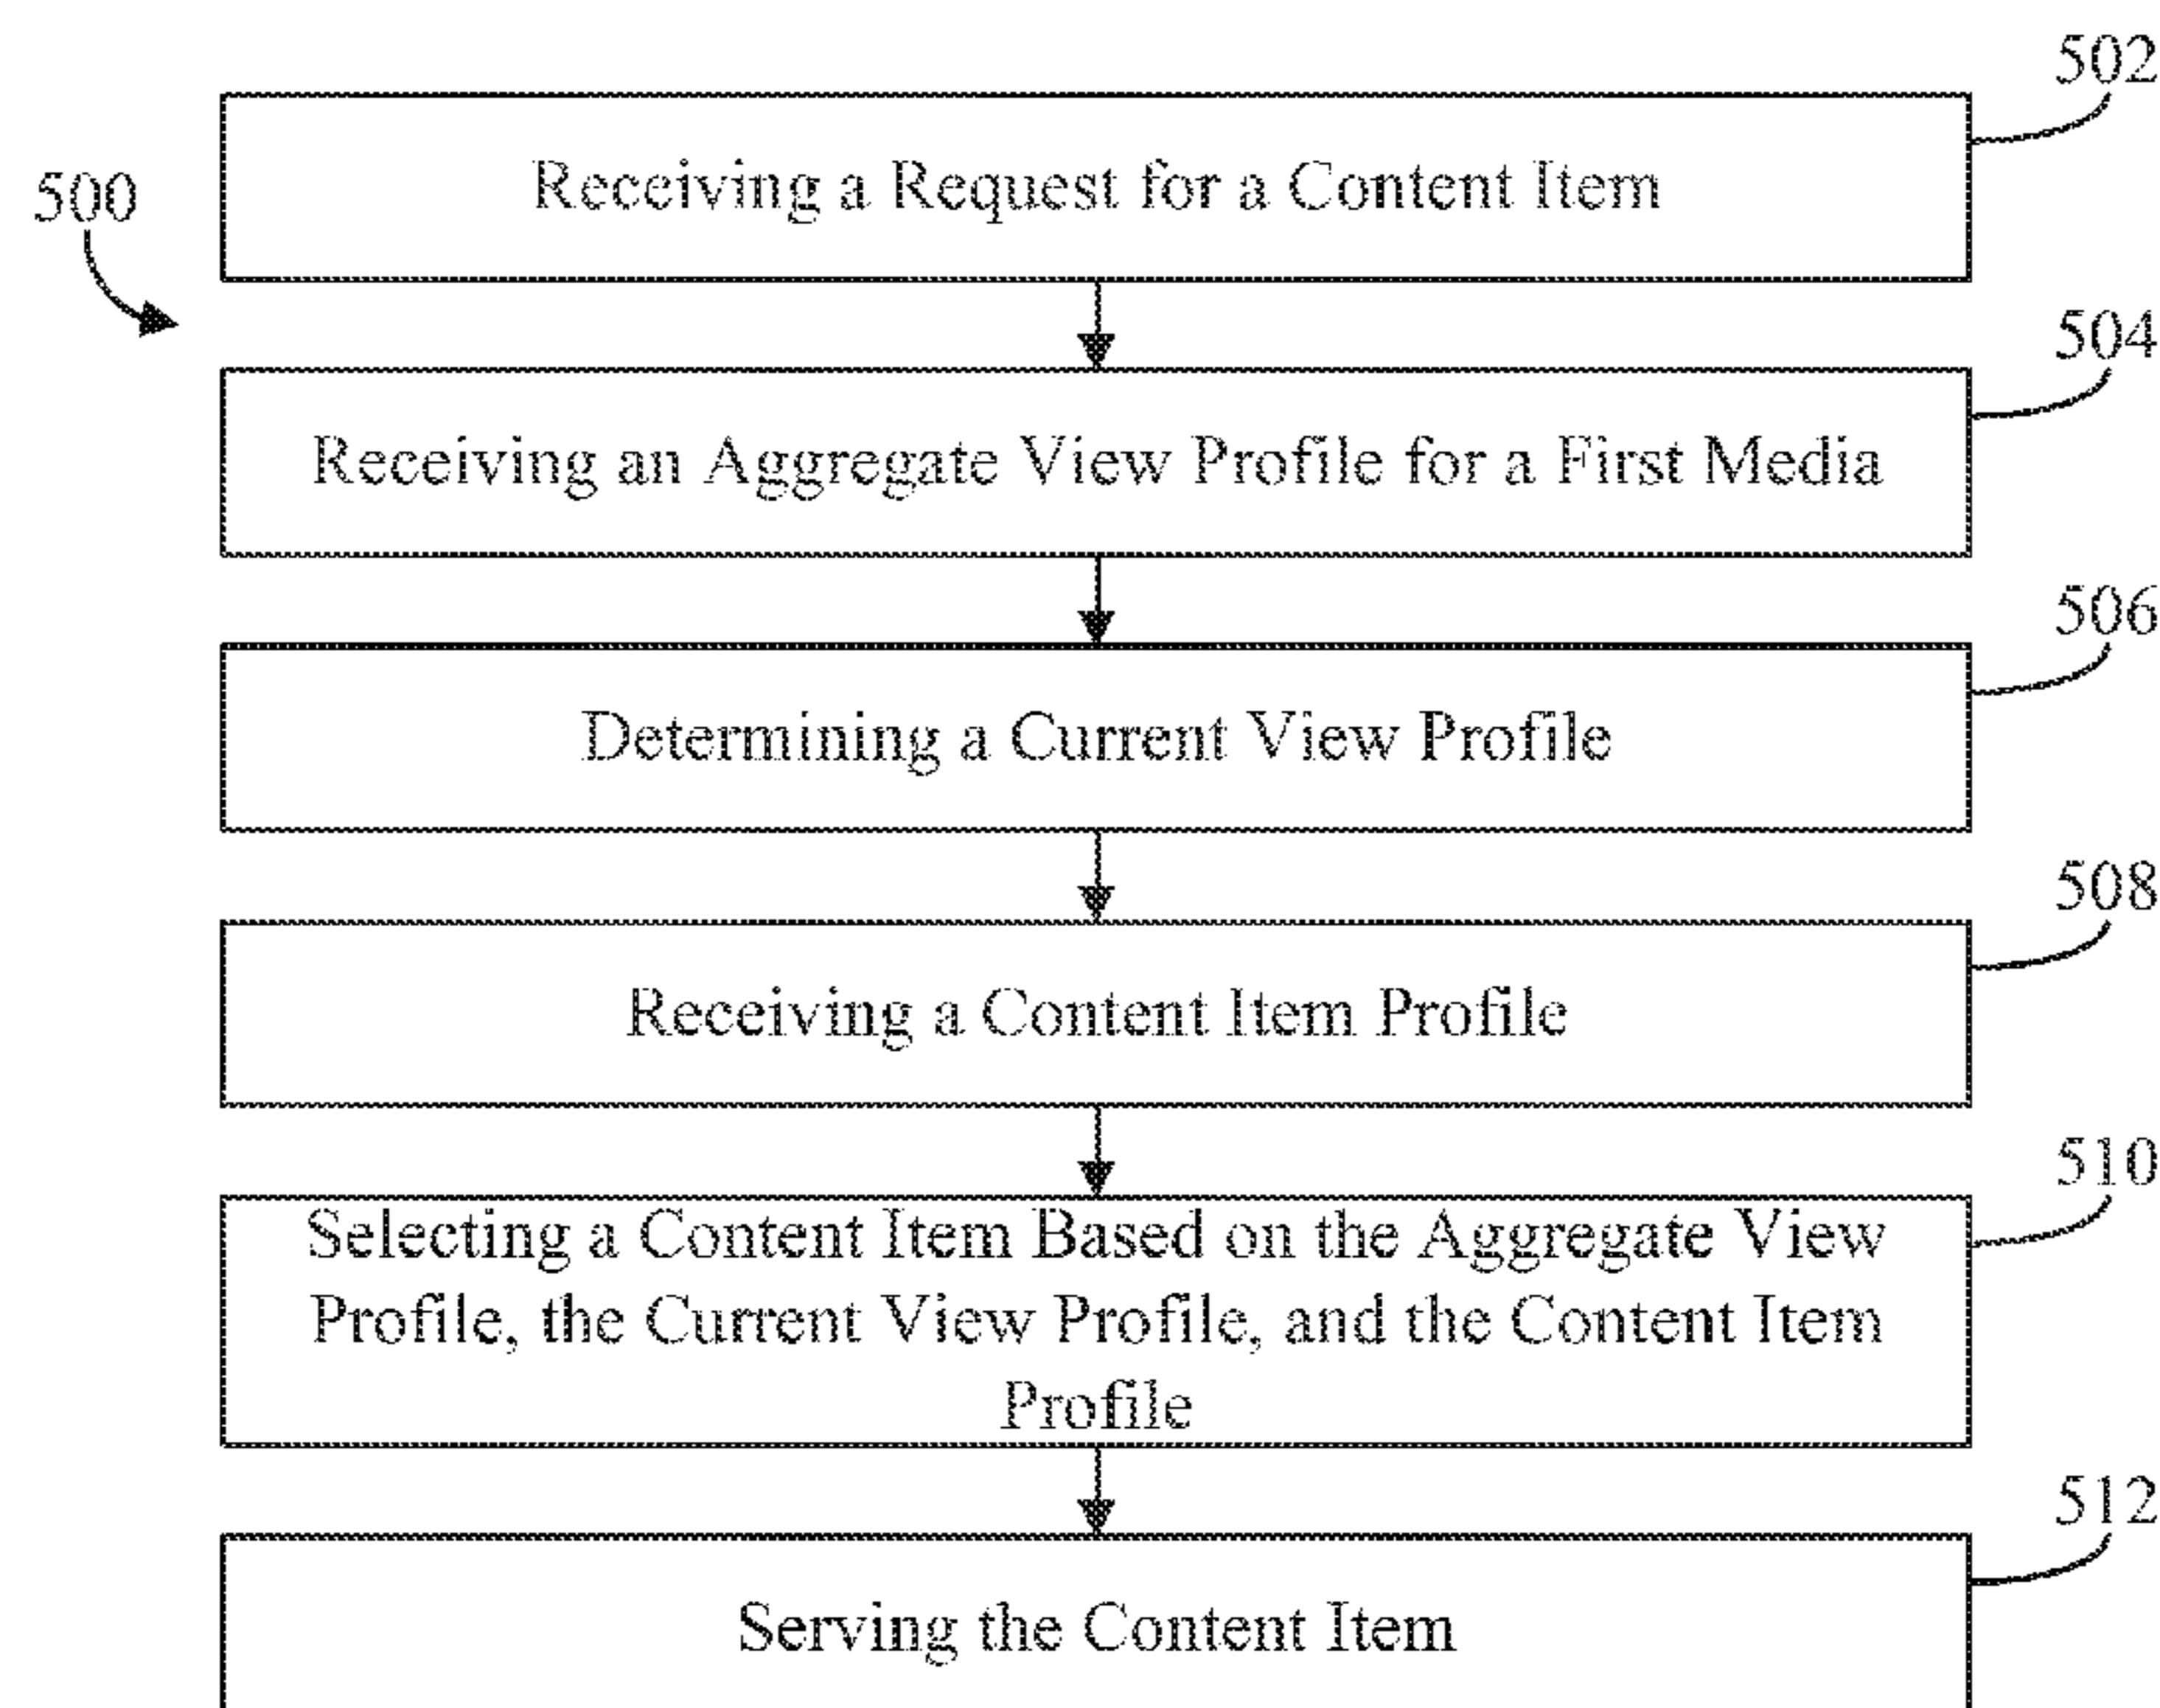 502
Receiving a Request for a Content Item
500
504
Receiving an Aggregate View Profile for a First Media
506
Determining a Current View Profile
508
Receiving a Content Item Profile
510
Selecting a Content Item Based on the Aggregate View
Profile, the Current View Profile, and the Content Item
Profile
512
Serving the Content Item